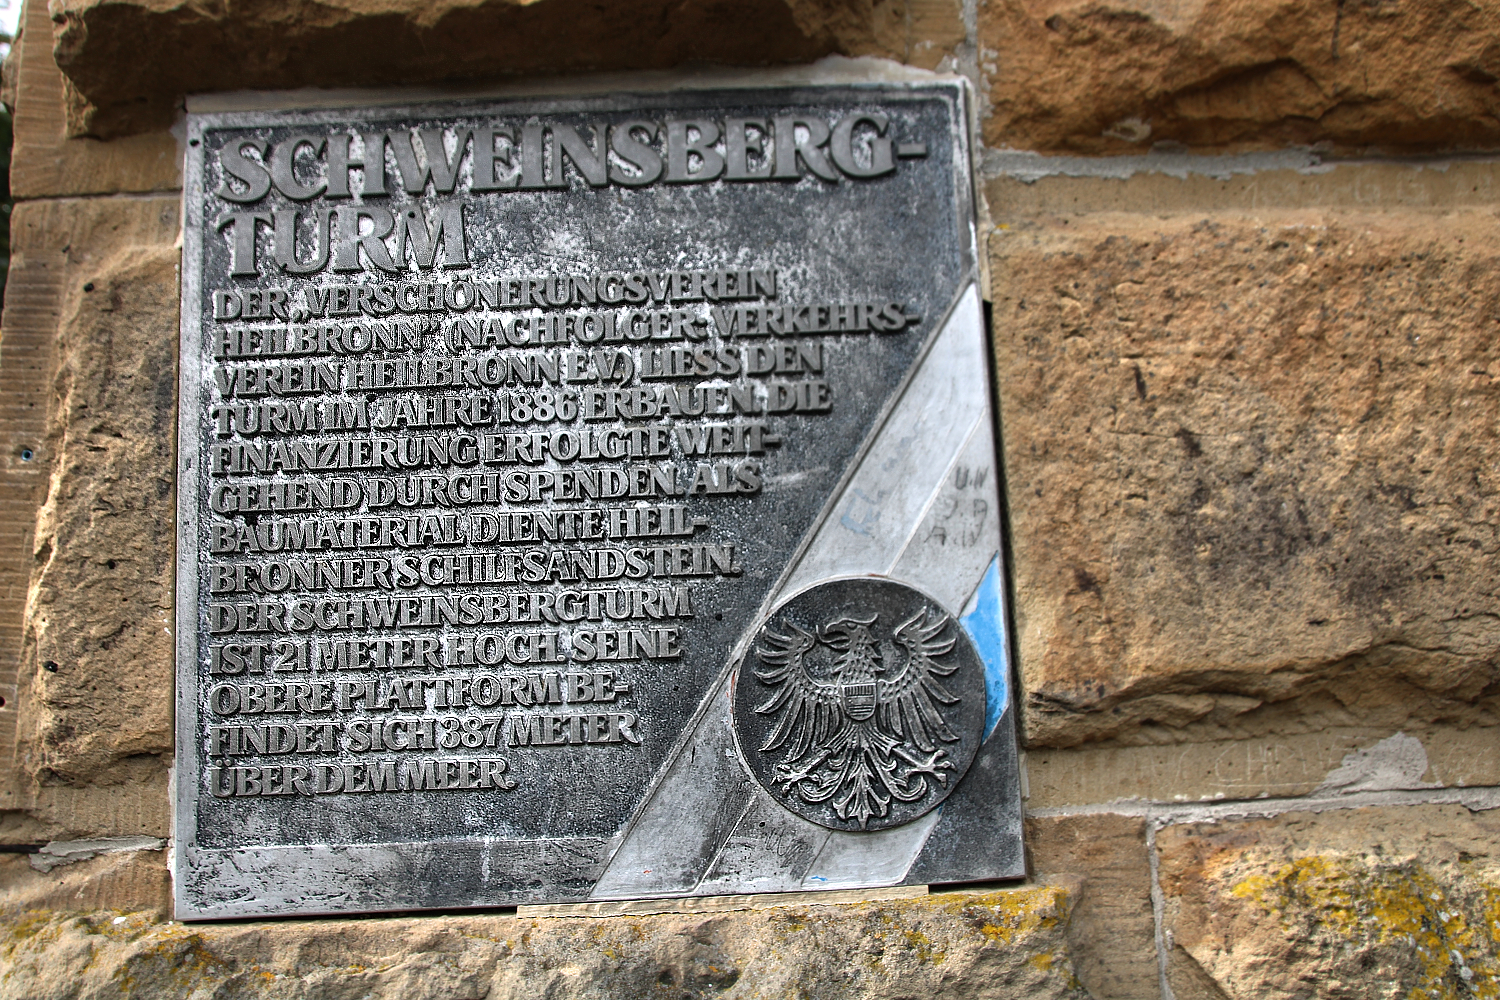 SCHWEINSBERG-
TURM
DER „VERSCHÖNERUNGSVEREIN
HEILBRONN" (NACHFOLGER: VERKEHRS-
VEREIN HEILBRONN E.V.) LIESS DEN
TURM IM JAHRE 1886 ERBAUEN. DIE
FINANZIERUNG ERFOLGTE WEIT-
GEHEND DURCH SPENDEN. ALS
BAUMATERIAL DIENTE HEIL-
BRONNER SCHILFSANDSTEIN.
DER SCHWEINSBERGTURM
IST 21 METER HOCH. SEINE
OBERE PLATTFORM BE-
FINDET SICH 387 METER
ÜBER DEM MEER.